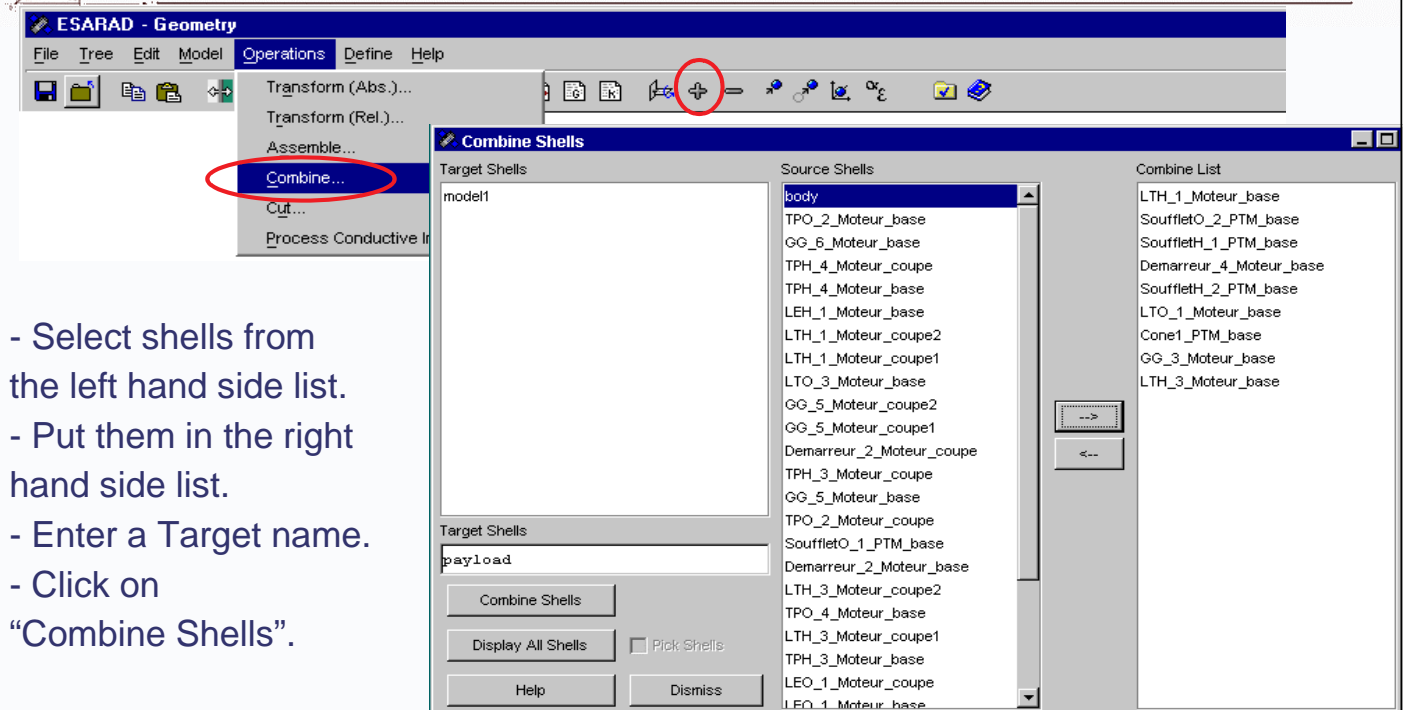 ESARAD - Geometry
File Tree Edit Model Operations Define Help
Transform (Abs.)...
Transform (Rel.)...
Assemble...
Combine...
Cut...
Process Conductive
- Select shells from
the left hand side list.
- Put them in the right
hand side list.
- Enter a Target name.
- Click on
“Combine Shells”.
Combine Shells
Target Shells
model1
Target Shells
payload
Combine Shells
Display All Shells
Pick Shells
Help
Dismiss
Source Shells
body
TPO_2_Moteur_base
GG_6_Moteur_base
TPH_4_Moteur_coupe
TPH_4_Moteur_base
LEH_1_Moteur_base
LTH_1_Moteur_coupe2
LTH_1_Moteur_coupe1
LTO_3_Moteur_base
GG_5_Moteur_coupe2
GG_5_Moteur_coupe1
Demarreur_2_Moteur_coupe
TPH_3_Moteur_coupe
GG_5_Moteur_base
TPO_2_Moteur_coupe
SouffletO_1_PTM_base
Demarreur_2_Moteur_base
LTH_3_Moteur_coupe2
TPO_4_Moteur_base
LTH_3_Moteur_coupe1
TPH_3_Moteur_base
LEO_1_Moteur_coupe
LEO_1_Moteur_base
-->
<--
Combine List
LTH_1_Moteur_base
SouffletO_2_PTM_base
SouffletH_1_PTM_base
Demarreur_4_Moteur_base
SouffletH_2_PTM_base
LTO_1_Moteur_base
Cone1_PTM_base
GG_3_Moteur_base
LTH_3_Moteur_base